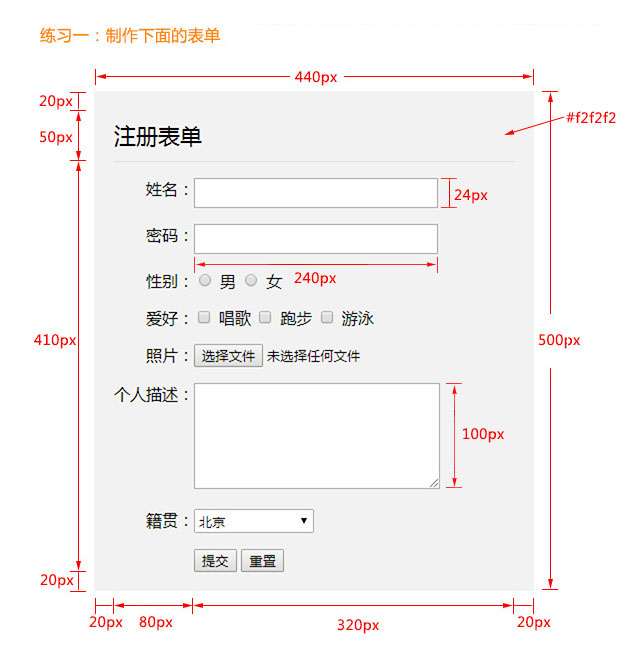 练习一：制作下面的表单
440px
20px
#f2f2f2
50px
注册表单
姓名：
24px
密码：
性别： 男 女 240px
爱好： 唱歌 跑步 游泳
410px
500px
照片： 选择文件 未选择任何文件
个人描述：
100px
籍贯： 北京
提交 重置
20px
20px 80px 320px 20px